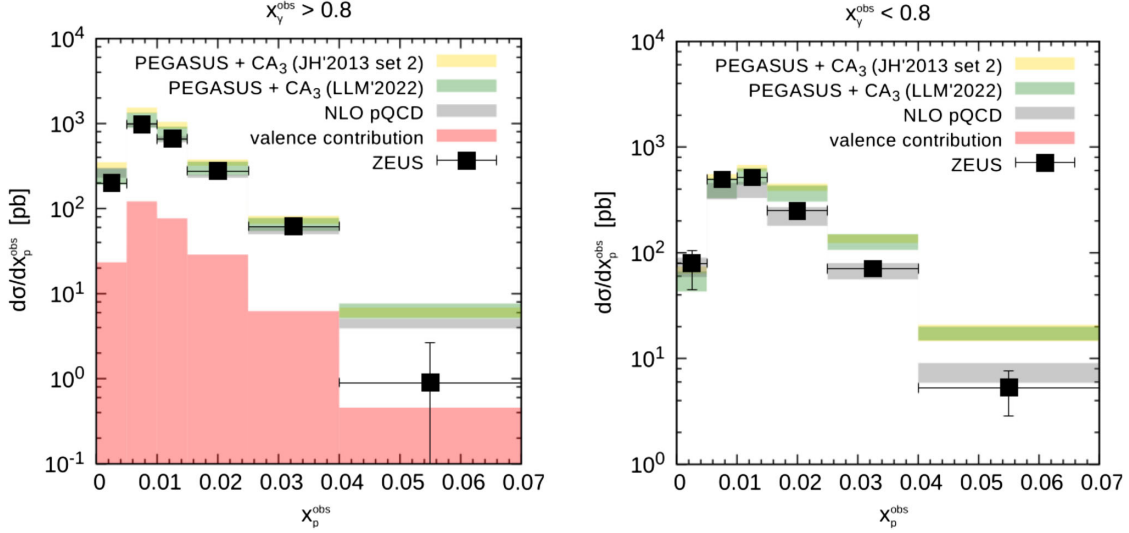 x_γ^obs > 0.8
10^4
10^3
10^2
10^1
10^0
10^-1
dσ/dx_p^obs [pb]
PEGASUS + CA_3 (JH'2013 set 2)
PEGASUS + CA_3 (LLM'2022)
NLO pQCD
valence contribution
ZEUS
0 0.01 0.02 0.03 0.04 0.05 0.06 0.07
x_p^obs
x_γ^obs < 0.8
10^4
10^3
10^2
10^1
10^0
dσ/dx_p^obs [pb]
PEGASUS + CA_3 (JH'2013 set 2)
PEGASUS + CA_3 (LLM'2022)
NLO pQCD
valence contribution
ZEUS
0 0.01 0.02 0.03 0.04 0.05 0.06 0.07
x_p^obs